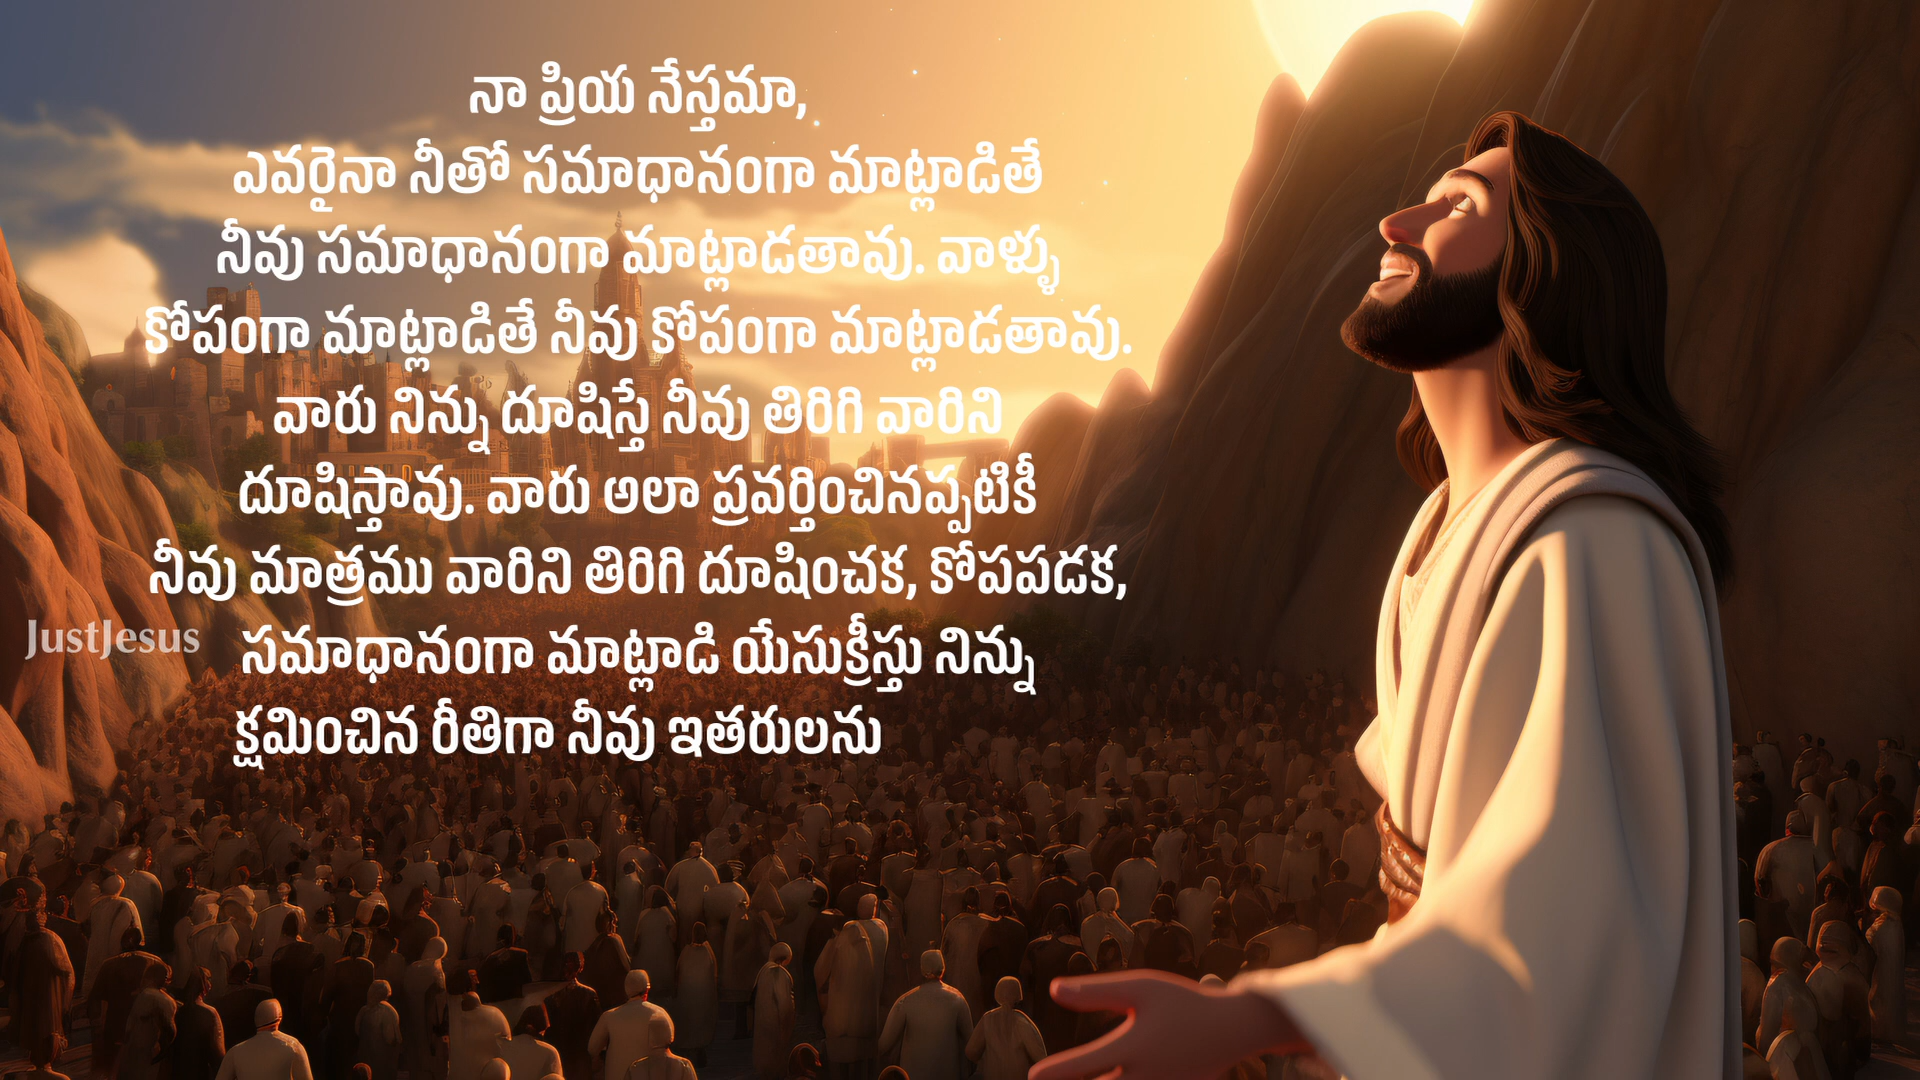 నా ప్రియ నేస్తమా,
ఎవరైనా నీతో సమాధానంగా మాట్లాడితే
నీవు సమాధానంగా మాట్లాడతావు. వాళ్ళు
కోపంగా మాట్లాడితే నీవు కోపంగా మాట్లాడతావు.
వారు నిన్ను దూషిస్తే నీవు తిరిగి వారిని
దూషిస్తావు. వారు అలా ప్రవర్తించినప్పటికీ
నీవు మాత్రము వారిని తిరిగి దూషించక, కోపపడక,
JustJesus
సమాధానంగా మాట్లాడి యేసుక్రీస్తు నిన్ను
క్షమించిన రీతిగా నీవు ఇతరులను